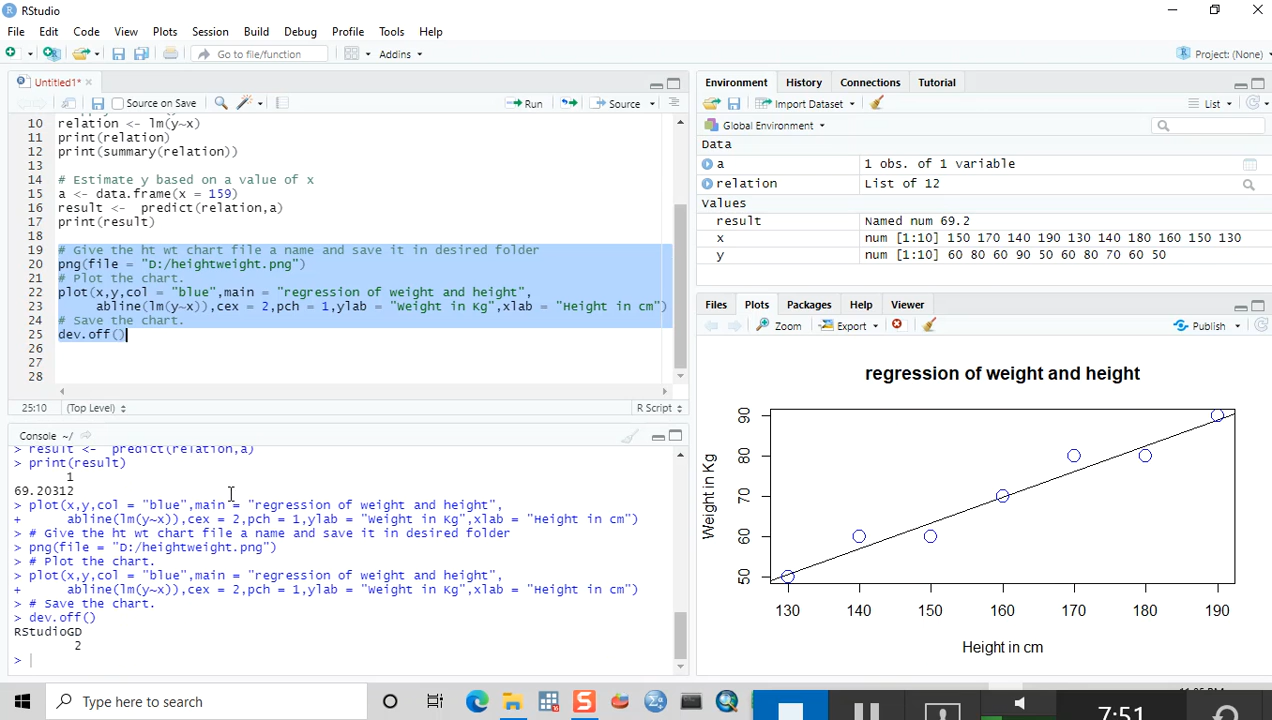 RStudio
File Edit Code View Plots Session Build Debug Profile Tools Help
Go to file/function Addins Project: (None)
Untitled1*
Source on Save Run Source
10 relation <- lm(y~x)
11 print(relation)
12 print(summary(relation))
13
14 # Estimate y based on a value of x
15 a <- data.frame(x = 159)
16 result <- predict(relation,a)
17 print(result)
18
19 # Give the ht wt chart file a name and save it in desired folder
20 png(file = "D:/heightweight.png")
21 # Plot the chart.
22 plot(x,y,col = "blue",main = "regression of weight and height",
23 abline(lm(y~x)),cex = 2,pch = 1,ylab = "Weight in Kg",xlab = "Height in cm")
24 # Save the chart.
25 dev.off()
26
27
28
25:10 (Top Level) R Script
Console ~/
> result <- predict(relation,a)
> print(result)
1
69.20312
> plot(x,y,col = "blue",main = "regression of weight and height",
+ abline(lm(y~x)),cex = 2,pch = 1,ylab = "Weight in Kg",xlab = "Height in cm")
> # Give the ht wt chart file a name and save it in desired folder
> png(file = "D:/heightweight.png")
> # Plot the chart.
> plot(x,y,col = "blue",main = "regression of weight and height",
+ abline(lm(y~x)),cex = 2,pch = 1,ylab = "Weight in Kg",xlab = "Height in cm")
> # Save the chart.
> dev.off()
RStudioGD
2
>
Environment History Connections Tutorial
Import Dataset List
Global Environment
Data
a 1 obs. of 1 variable
relation List of 12
Values
result Named num 69.2
x num [1:10] 150 170 140 190 130 140 180 160 150 130
y num [1:10] 60 80 60 90 50 60 80 70 60 50
Files Plots Packages Help Viewer
Zoom Export Publish
regression of weight and height
Weight in Kg
90
80
70
60
50
130 140 150 160 170 180 190
Height in cm
Type here to search
7:51